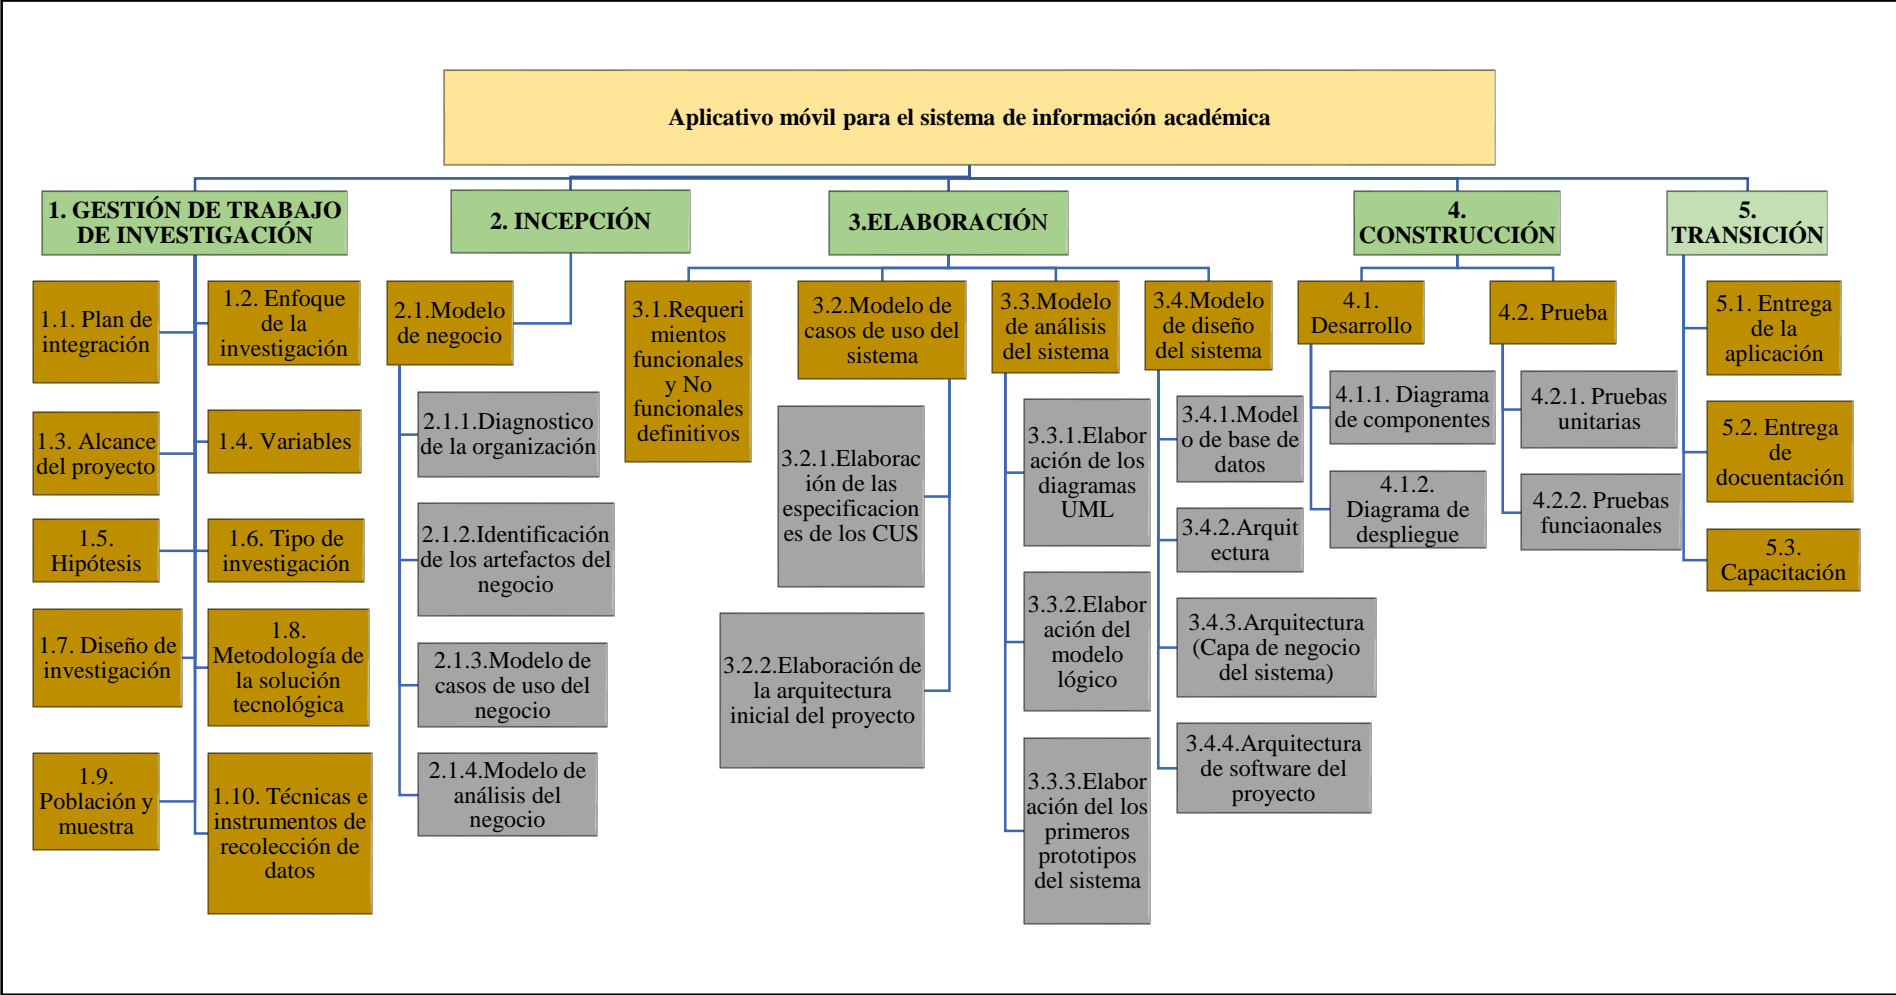 Aplicativo móvil para el sistema de información académica
1. GESTIÓN DE TRABAJO
DE INVESTIGACIÓN
1.1. Plan de
integración
1.2. Enfoque
de la
investigación
1.3. Alcance
del proyecto
1.4. Variables
1.5.
Hipótesis
1.6. Tipo de
investigación
1.7. Diseño de
investigación
1.8.
Metodología de
la solución
tecnológica
1.9.
Población y
muestra
1.10. Técnicas e
instrumentos de
recolección de
datos
2. INCEPCIÓN
2.1.Modelo
de negocio
2.1.1.Diagnostico
de la organización
2.1.2.Identificación
de los artefactos del
negocio
2.1.3.Modelo de
casos de uso del
negocio
2.1.4.Modelo de
análisis del
negocio
3.ELABORACIÓN
3.1.Requeri
mientos
funcionales
y No
funcionales
definitivos
3.2.Modelo de
casos de uso del
sistema
3.2.1.Elaborac
ión de las
especificacion
es de los CUS
3.2.2.Elaboración de
la arquitectura
inicial del proyecto
3.3.Modelo
de análisis
del sistema
3.3.1.Elabor
ación de los
diagramas
UML
3.3.2.Elabor
ación del
modelo
lógico
3.3.3.Elabor
ación del los
primeros
prototipos
del sistema
3.4.Modelo
de diseño
del sistema
3.4.1.Model
o de base de
datos
3.4.2.Arquit
ectura
3.4.3.Arquitectura
(Capa de negocio
del sistema)
3.4.4.Arquitectura
de software del
proyecto
4.
CONSTRUCCIÓN
4.1.
Desarrollo
4.1.1. Diagrama
de componentes
4.1.2.
Diagrama de
despliegue
4.2. Prueba
4.2.1. Pruebas
unitarias
4.2.2. Pruebas
funciaonales
5.
TRANSICIÓN
5.1. Entrega
de la
aplicación
5.2. Entrega
de
docuentación
5.3.
Capacitación